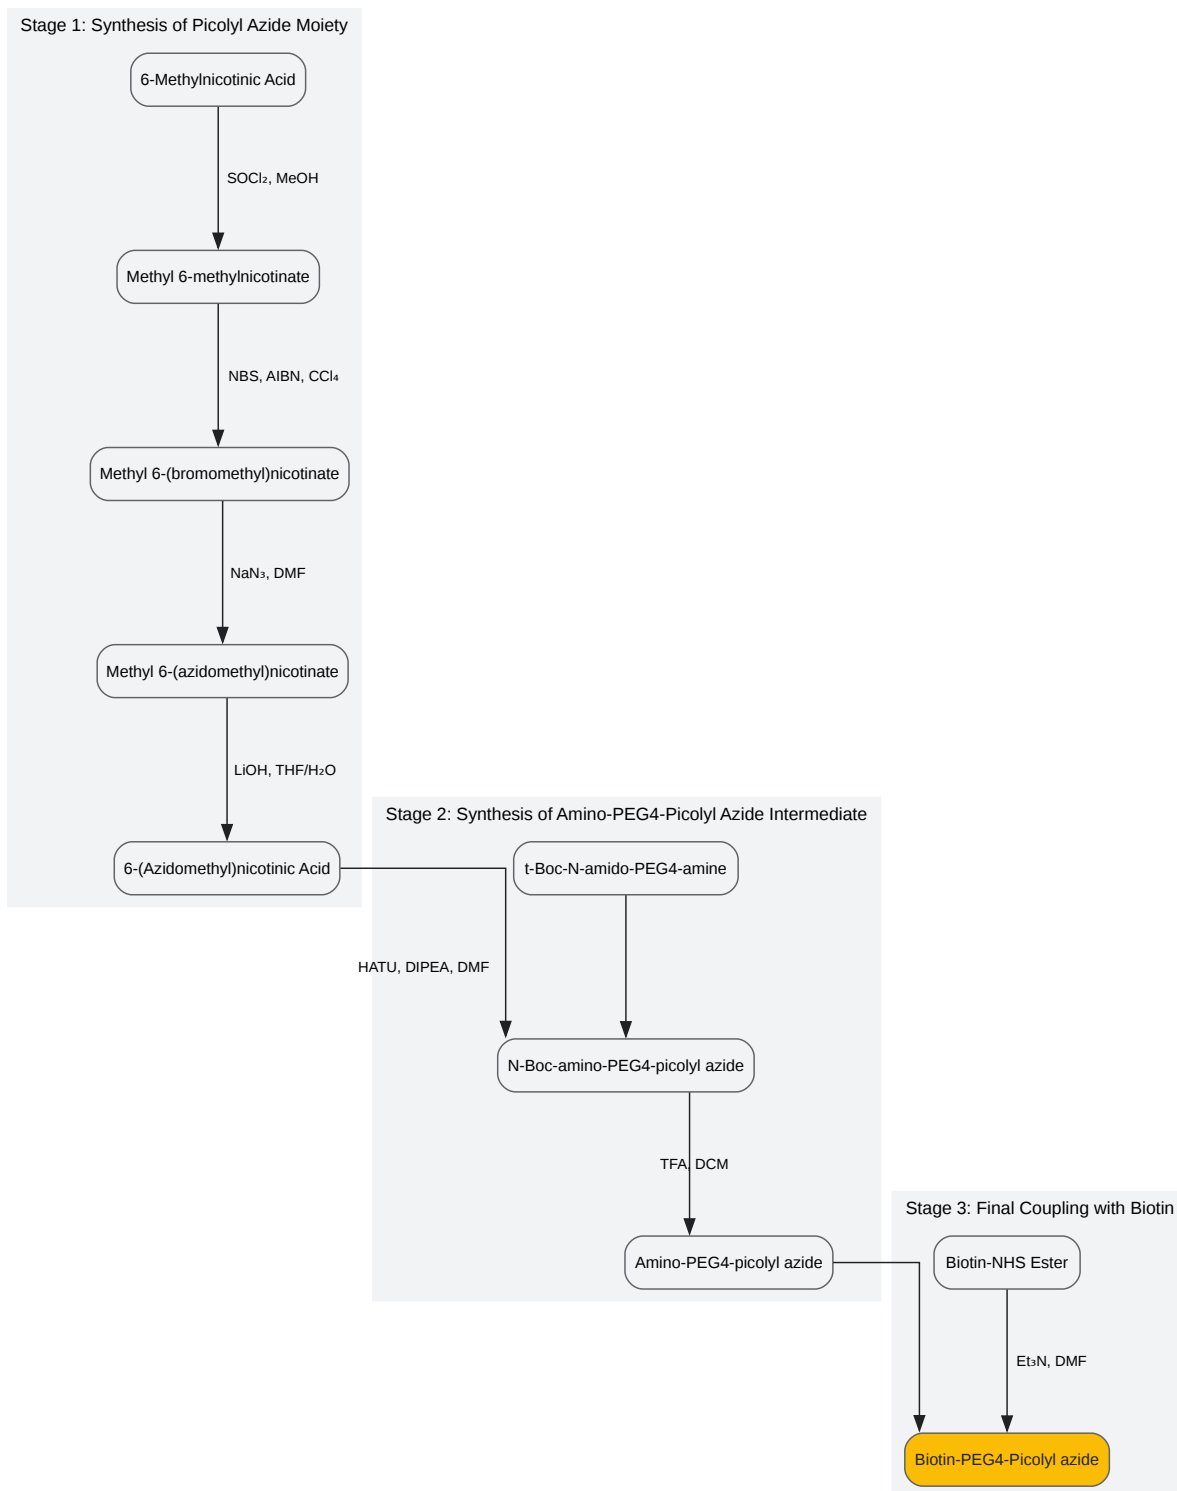 Stage 1: Synthesis of Picolyl Azide Moiety
6-Methylnicotinic Acid
SOCl₂, MeOH
Methyl 6-methylnicotinate
NBS, AIBN, CCl₄
Methyl 6-(bromomethyl)nicotinate
NaN₃, DMF
Methyl 6-(azidomethyl)nicotinate
LiOH, THF/H₂O
6-(Azidomethyl)nicotinic Acid
Stage 2: Synthesis of Amino-PEG4-Picolyl Azide Intermediate
t-Boc-N-amido-PEG4-amine
HATU, DIPEA, DMF
N-Boc-amino-PEG4-picolyl azide
TFA, DCM
Amino-PEG4-picolyl azide
Stage 3: Final Coupling with Biotin
Biotin-NHS Ester
Et₃N, DMF
Biotin-PEG4-Picolyl azide